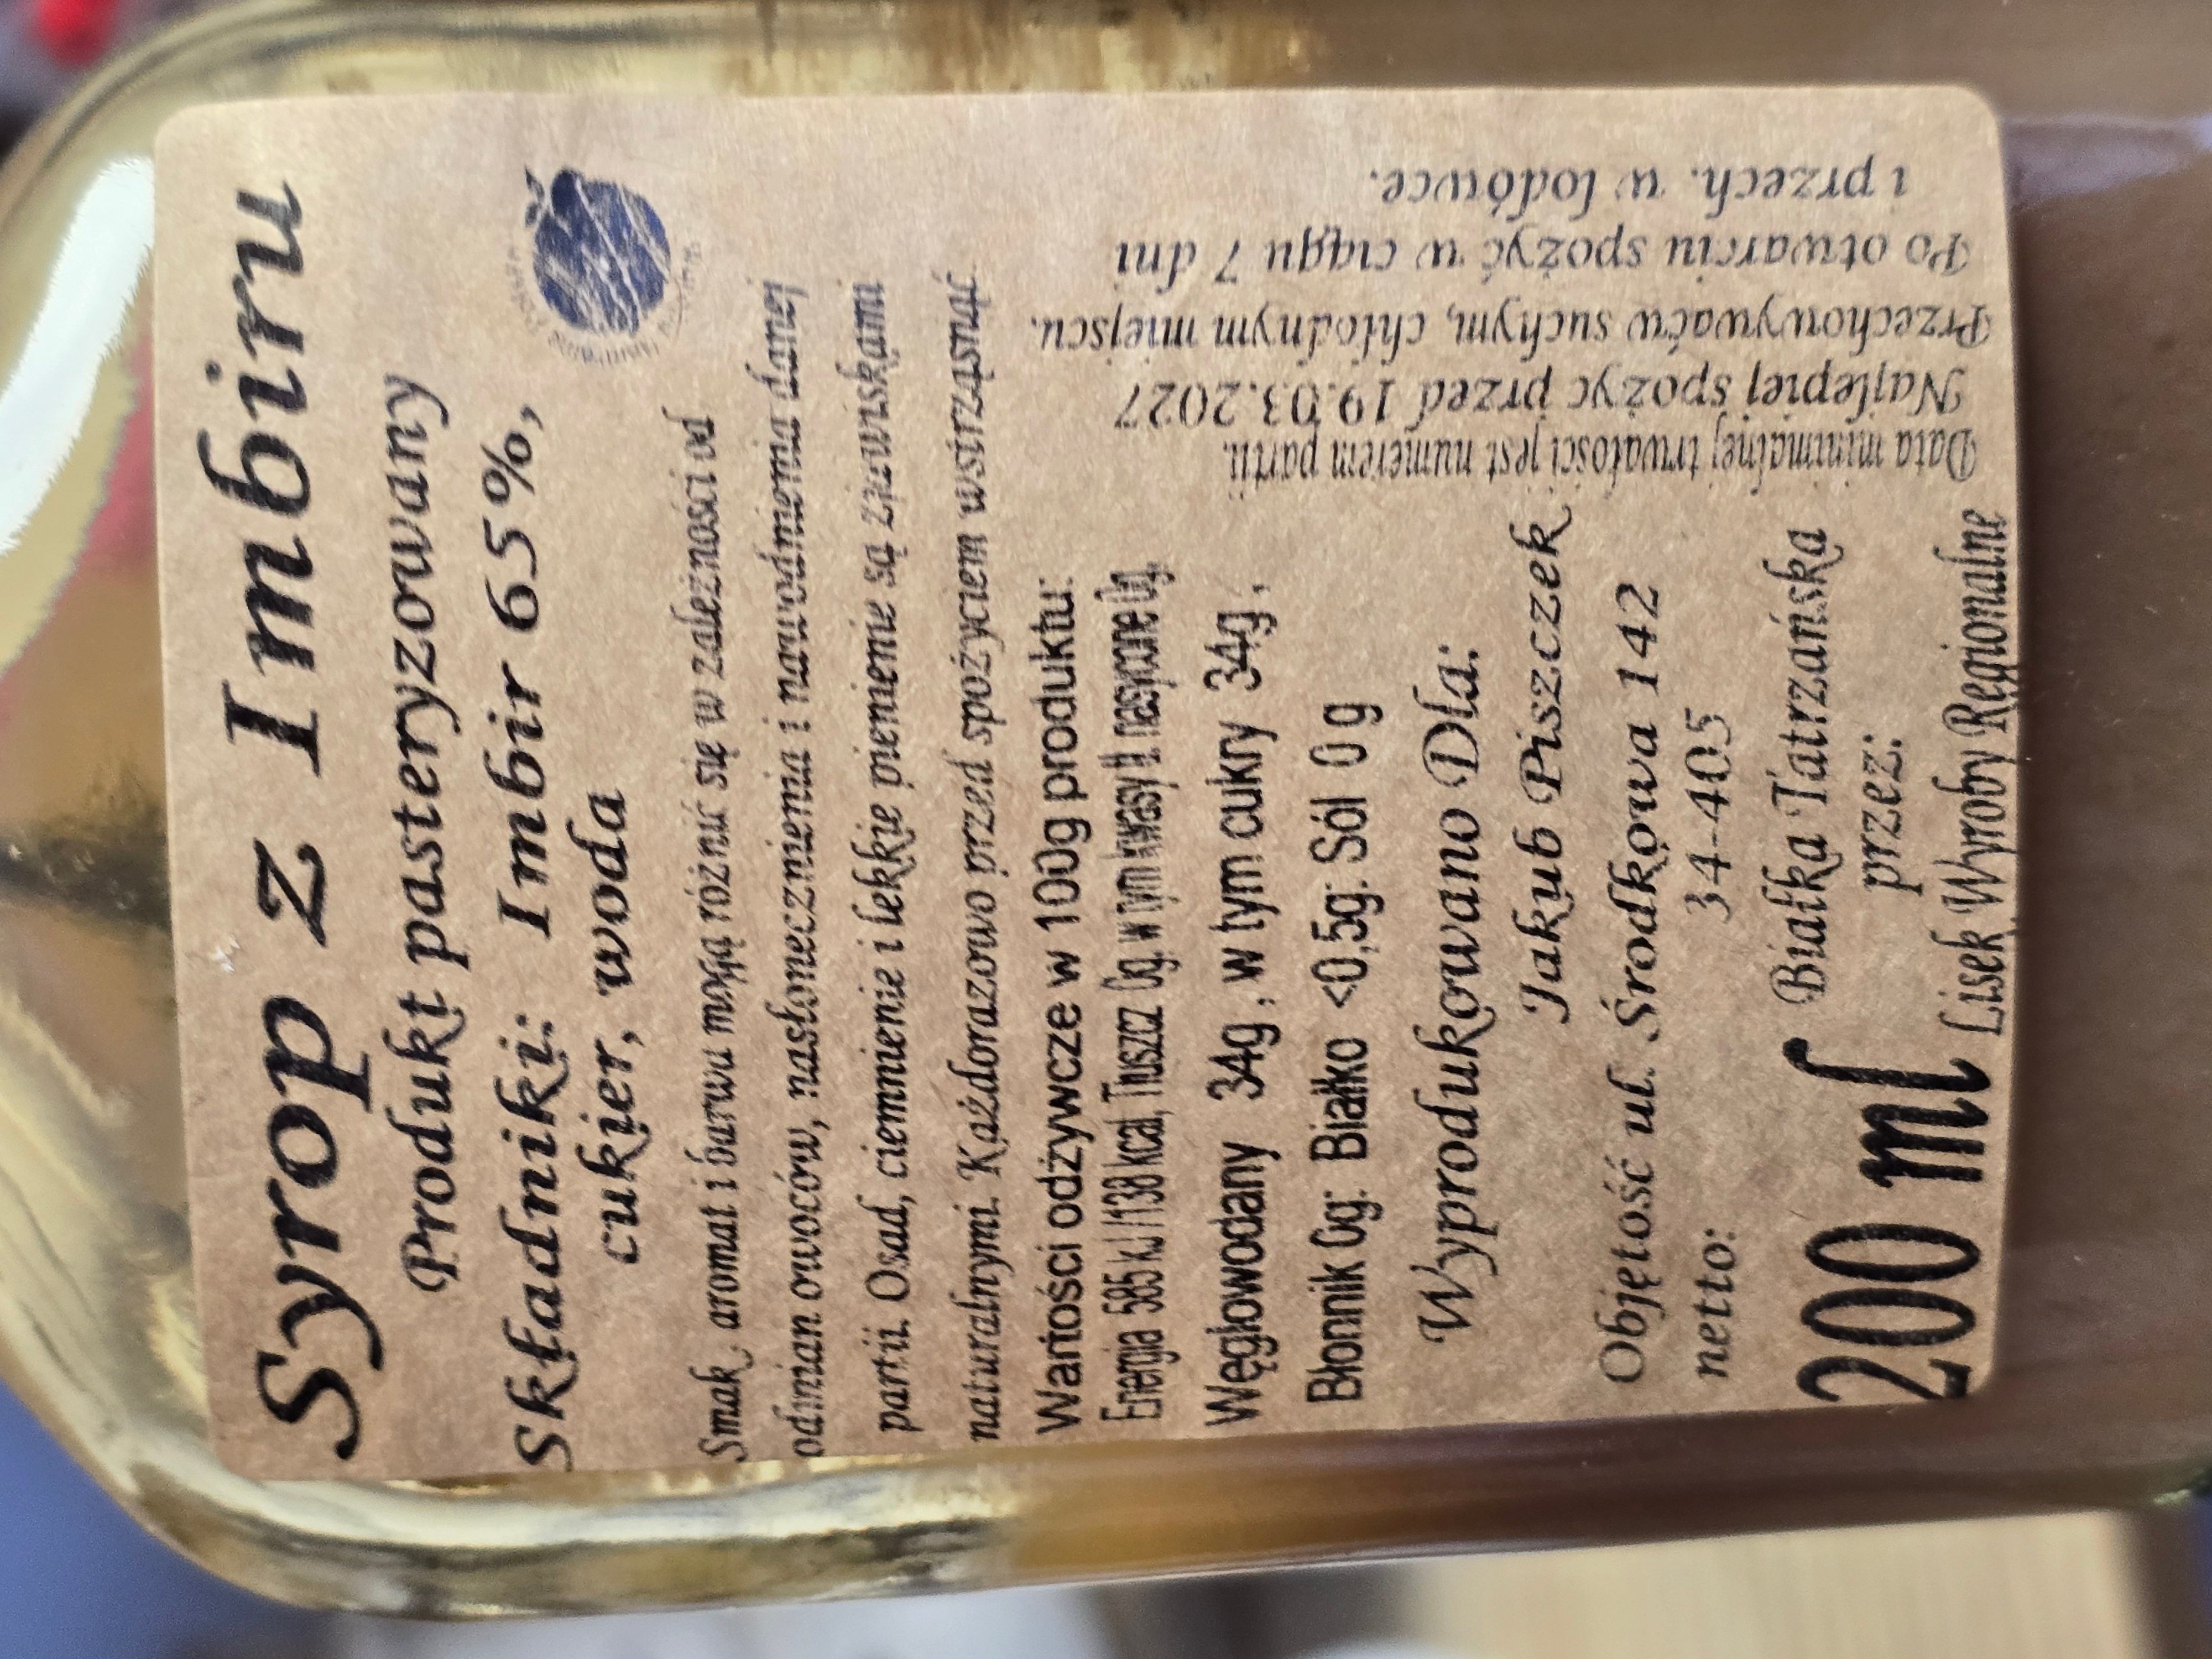 Syrop z Imbiru
Produkt pasteryzowany
Składniki: Imbir 65%,
cukier, woda
Smak, aromat i barwa mogą różnić się w zależności od
odmian owoców, nasłonecznienia i nawodnienia danej
partii. Osad, ciemnienie i lekkie pienienie są zjawiskami
naturalnymi. Każdorazowo przed spożyciem wstrząsnąć.
Wartości odżywcze w 100g produktu:
Energia 585 kJ /138 kcal, Tłuszcz 0g, w tym kwasy tł. nasycone 0g,
Węglowodany 34g, w tym cukry 34g,
Błonnik 0g: Białko <0,5g: Sól 0 g
Wyprodukowano Dla:
Jakub Piszczek
ul. Środkowa 142
34-405
Białka Tatrzańska
przez:
Lisek Wyroby Regionalne
Objętość
netto:
200 ml
Data minimalnej trwałości jest numerem partii.
Najlepiej spożyć przed 19.03.2027
Przechowywaćw suchym, chłodnym miejscu.
Po otwarciu spożyć w ciągu 7 dni
i przech. w lodówce.